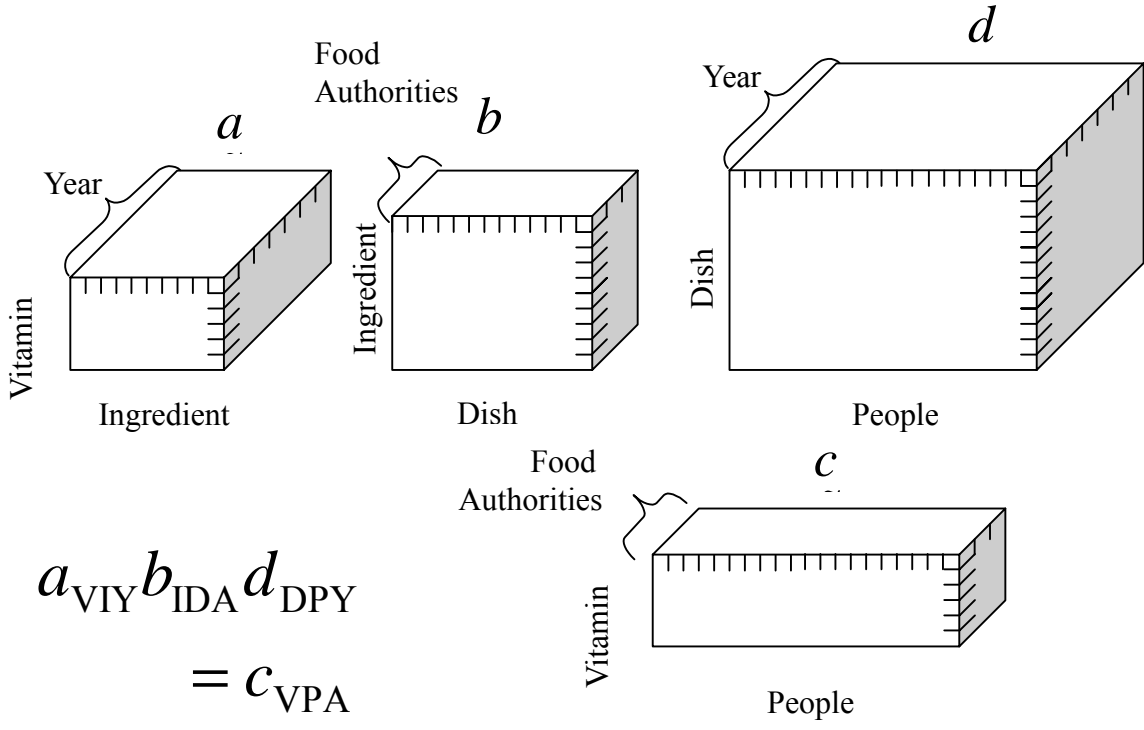 d
Food
Authorities
Year
b
a
~
Year
Ingredient
Dish
Vitamin
Ingredient
Dish
People
Food
Authorities
c
~
Vitamin
People
a_VIY b_IDA d_DPY
= c_VPA